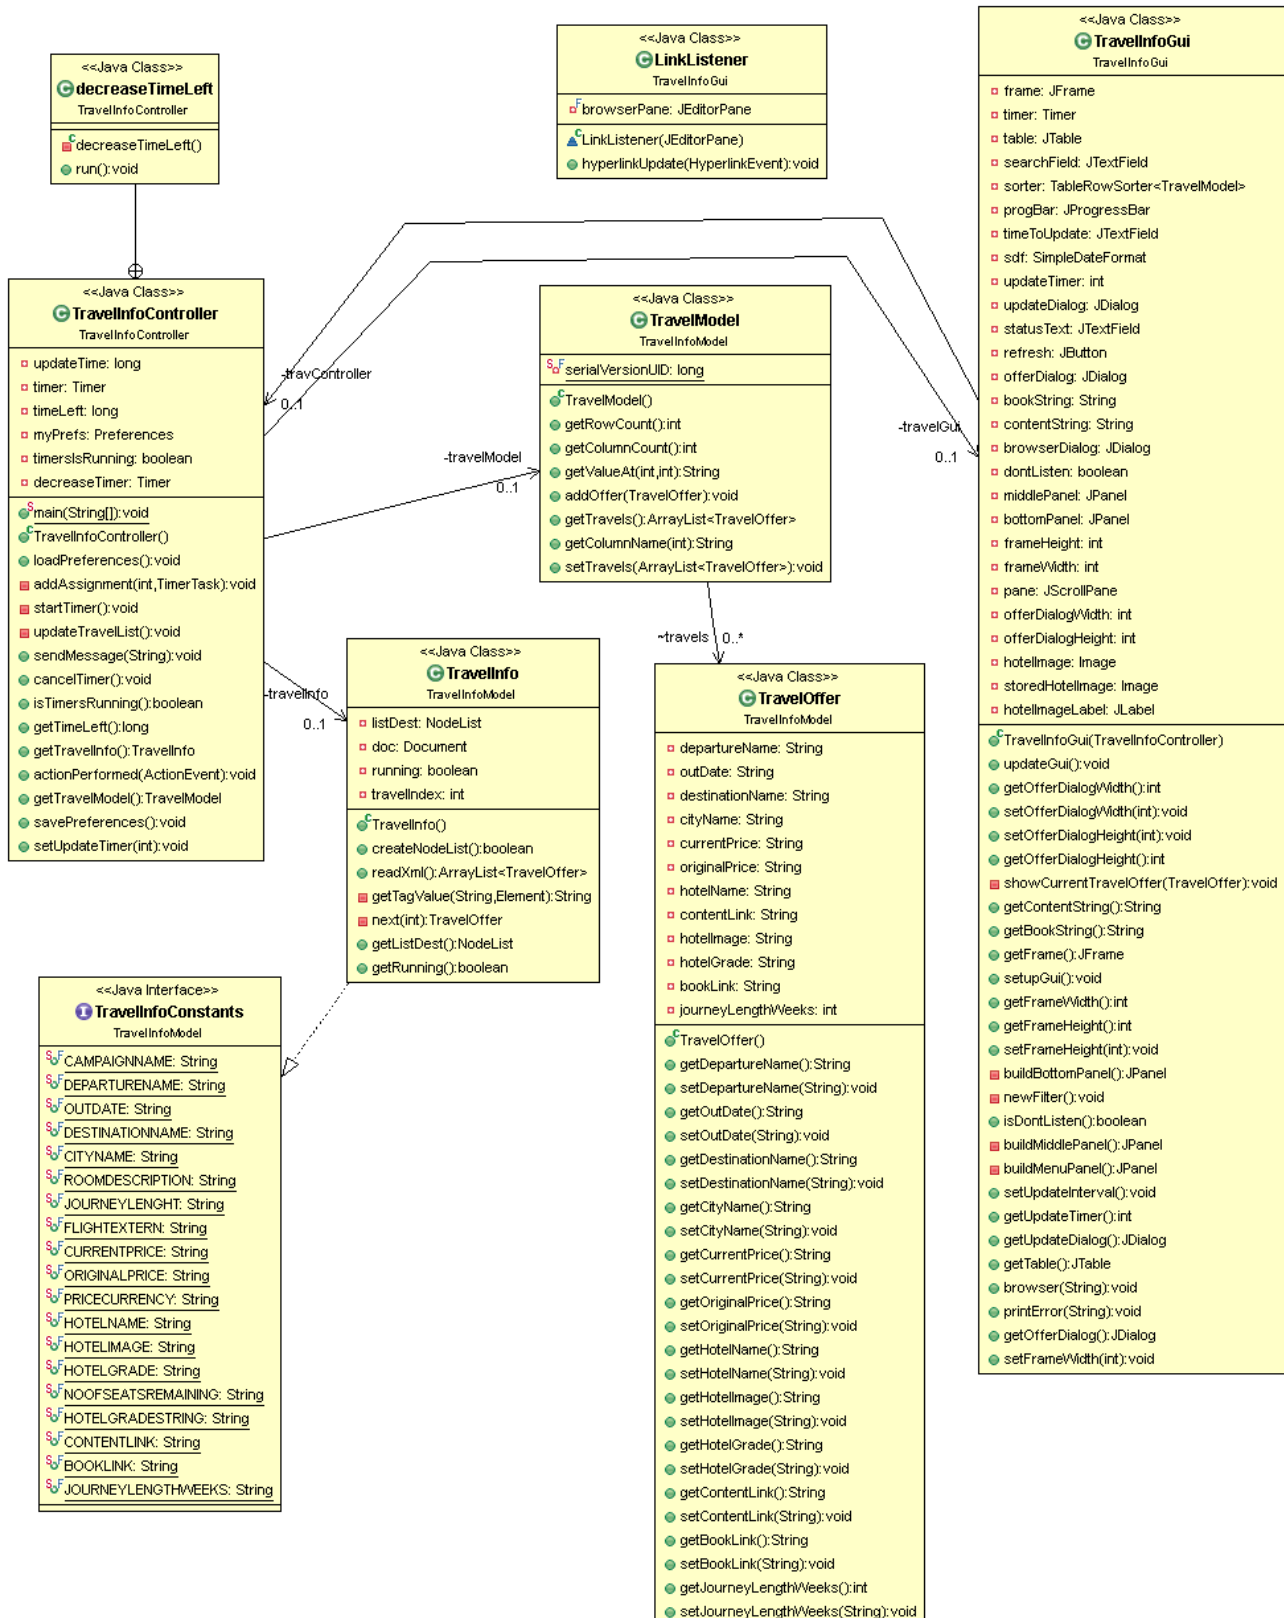 <<Java Class>>
decreaseTimeLeft
TravelInfoController
decreaseTimeLeft()
run():void
<<Java Class>>
LinkListener
TravelInfoGui
browserPane: JEditorPane
LinkListener(JEditorPane)
hyperlinkUpdate(HyperlinkEvent):void
<<Java Class>>
TravelInfoGui
TravelInfoGui
frame: JFrame
timer: Timer
table: JTable
searchField: JTextField
sorter: TableRowSorter<TravelModel>
progBar: JProgressBar
timeToUpdate: JTextField
sdf: SimpleDateFormat
updateTimer: int
updateDialog: JDialog
statusText: JTextField
refresh: JButton
offerDialog: JDialog
bookString: String
contentString: String
browserDialog: JDialog
dontListen: boolean
middlePanel: JPanel
bottomPanel: JPanel
frameHeight: int
frameWidth: int
pane: JScrollPane
offerDialogWidth: int
offerDialogHeight: int
hotelImage: Image
storedHotelImage: Image
hotelImageLabel: JLabel
TravelInfoGui(TravelInfoController)
updateGui():void
getOfferDialogWidth():int
setOfferDialogWidth(int):void
setOfferDialogHeight(int):void
getOfferDialogHeight():int
showCurrentTravelOffer(TravelOffer):void
getContentString():String
getBookString():String
getFrame():JFrame
setupGui():void
getFrameWidth():int
getFrameHeight():int
setFrameHeight(int):void
buildBottomPanel():JPanel
newFilter():void
isDontListen():boolean
buildMiddlePanel():JPanel
buildMenuPanel():JPanel
setUpdateInterval():void
getUpdateTimer():int
getUpdateDialog():JDialog
getTable():JTable
browser(String):void
printError(String):void
getOfferDialog():JDialog
setFrameWidth(int):void
<<Java Class>>
TravelInfoController
TravelInfoController
updateTime: long
timer: Timer
timeLeft: long
myPrefs: Preferences
timersIsRunning: boolean
decreaseTimer: Timer
main(String[]):void
TravelInfoController()
loadPreferences():void
addAssignment(int,TimerTask):void
startTimer():void
updateTravelList():void
sendMessage(String):void
cancelTimer():void
isTimersRunning():boolean
getTimeLeft():long
getTravelInfo():TravelInfo
actionPerformed(ActionEvent):void
getTravelModel():TravelModel
savePreferences():void
setUpdateTimer(int):void
-travController
0..1
-travelGui
0..1
-travelModel
0..1
-travelInfo
0..1
<<Java Class>>
TravelModel
TravelInfoModel
serialVersionUID: long
TravelModel()
getRowCount():int
getColumnCount():int
getValueAt(int,int):String
addOffer(TravelOffer):void
getTravels():ArrayList<TravelOffer>
getColumnName(int):String
setTravels(ArrayList<TravelOffer>):void
~travels
0..*
<<Java Class>>
TravelInfo
TravelInfoModel
listDest: NodeList
doc: Document
running: boolean
travelIndex: int
TravelInfo()
createNodeList():boolean
readXml():ArrayList<TravelOffer>
getTagValue(String,Element):String
next(int):TravelOffer
getListDest():NodeList
getRunning():boolean
<<Java Class>>
TravelOffer
TravelInfoModel
departureName: String
outDate: String
destinationName: String
cityName: String
currentPrice: String
originalPrice: String
hotelName: String
contentLink: String
hotelImage: String
hotelGrade: String
bookLink: String
journeyLengthWeeks: int
TravelOffer()
getDepartureName():String
setDepartureName(String):void
getOutDate():String
setOutDate(String):void
getDestinationName():String
setDestinationName(String):void
getCityName():String
setCityName(String):void
getCurrentPrice():String
setCurrentPrice(String):void
getOriginalPrice():String
setOriginalPrice(String):void
getHotelName():String
setHotelName(String):void
getHotelImage():String
setHotelImage(String):void
getHotelGrade():String
setHotelGrade(String):void
getContentLink():String
setContentLink(String):void
getBookLink():String
setBookLink(String):void
getJourneyLengthWeeks():int
setJourneyLengthWeeks(String):void
<<Java Interface>>
TravelInfoConstants
TravelInfoModel
CAMPAIGNNAME: String
DEPARTURENAME: String
OUTDATE: String
DESTINATIONNAME: String
CITYNAME: String
ROOMDESCRIPTION: String
JOURNEYLENGHT: String
FLIGHTEXTERN: String
CURRENTPRICE: String
ORIGINALPRICE: String
PRICECURRENCY: String
HOTELNAME: String
HOTELIMAGE: String
HOTELGRADE: String
NOOFSEATSREMAINING: String
HOTELGRADESTRING: String
CONTENTLINK: String
BOOKLINK: String
JOURNEYLENGTHWEEKS: String